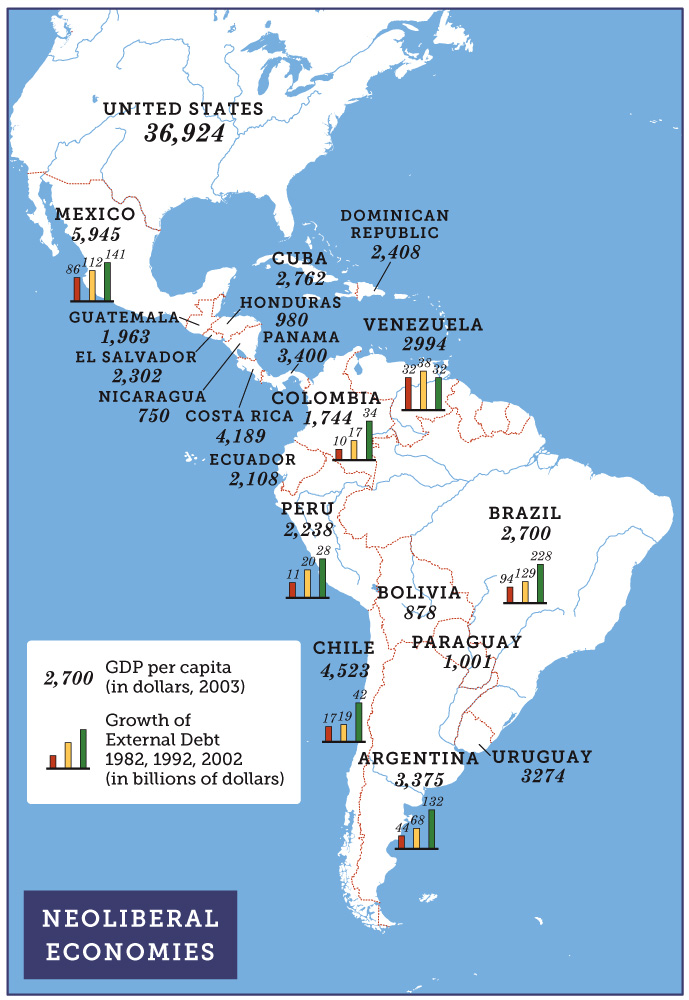 UNITED STATES
36,924
MEXICO
5,945
86 112 141
DOMINICAN
REPUBLIC
2,408
CUBA
2,762
GUATEMALA
1,963
HONDURAS
980
EL SALVADOR
2,302
PANAMA
3,400
NICARAGUA
750
COSTA RICA
4,189
VENEZUELA
2994
32 38 32
COLOMBIA
1,744
10 17 34
ECUADOR
2,108
PERU
2,238
11 20 28
BRAZIL
2,700
94 129 228
BOLIVIA
878
PARAGUAY
1,001
CHILE
4,523
17 19 42
ARGENTINA
3,375
44 68 132
URUGUAY
3274
2,700 GDP per capita
(in dollars, 2003)
Growth of
External Debt
1982, 1992, 2002
(in billions of dollars)
NEOLIBERAL
ECONOMIES